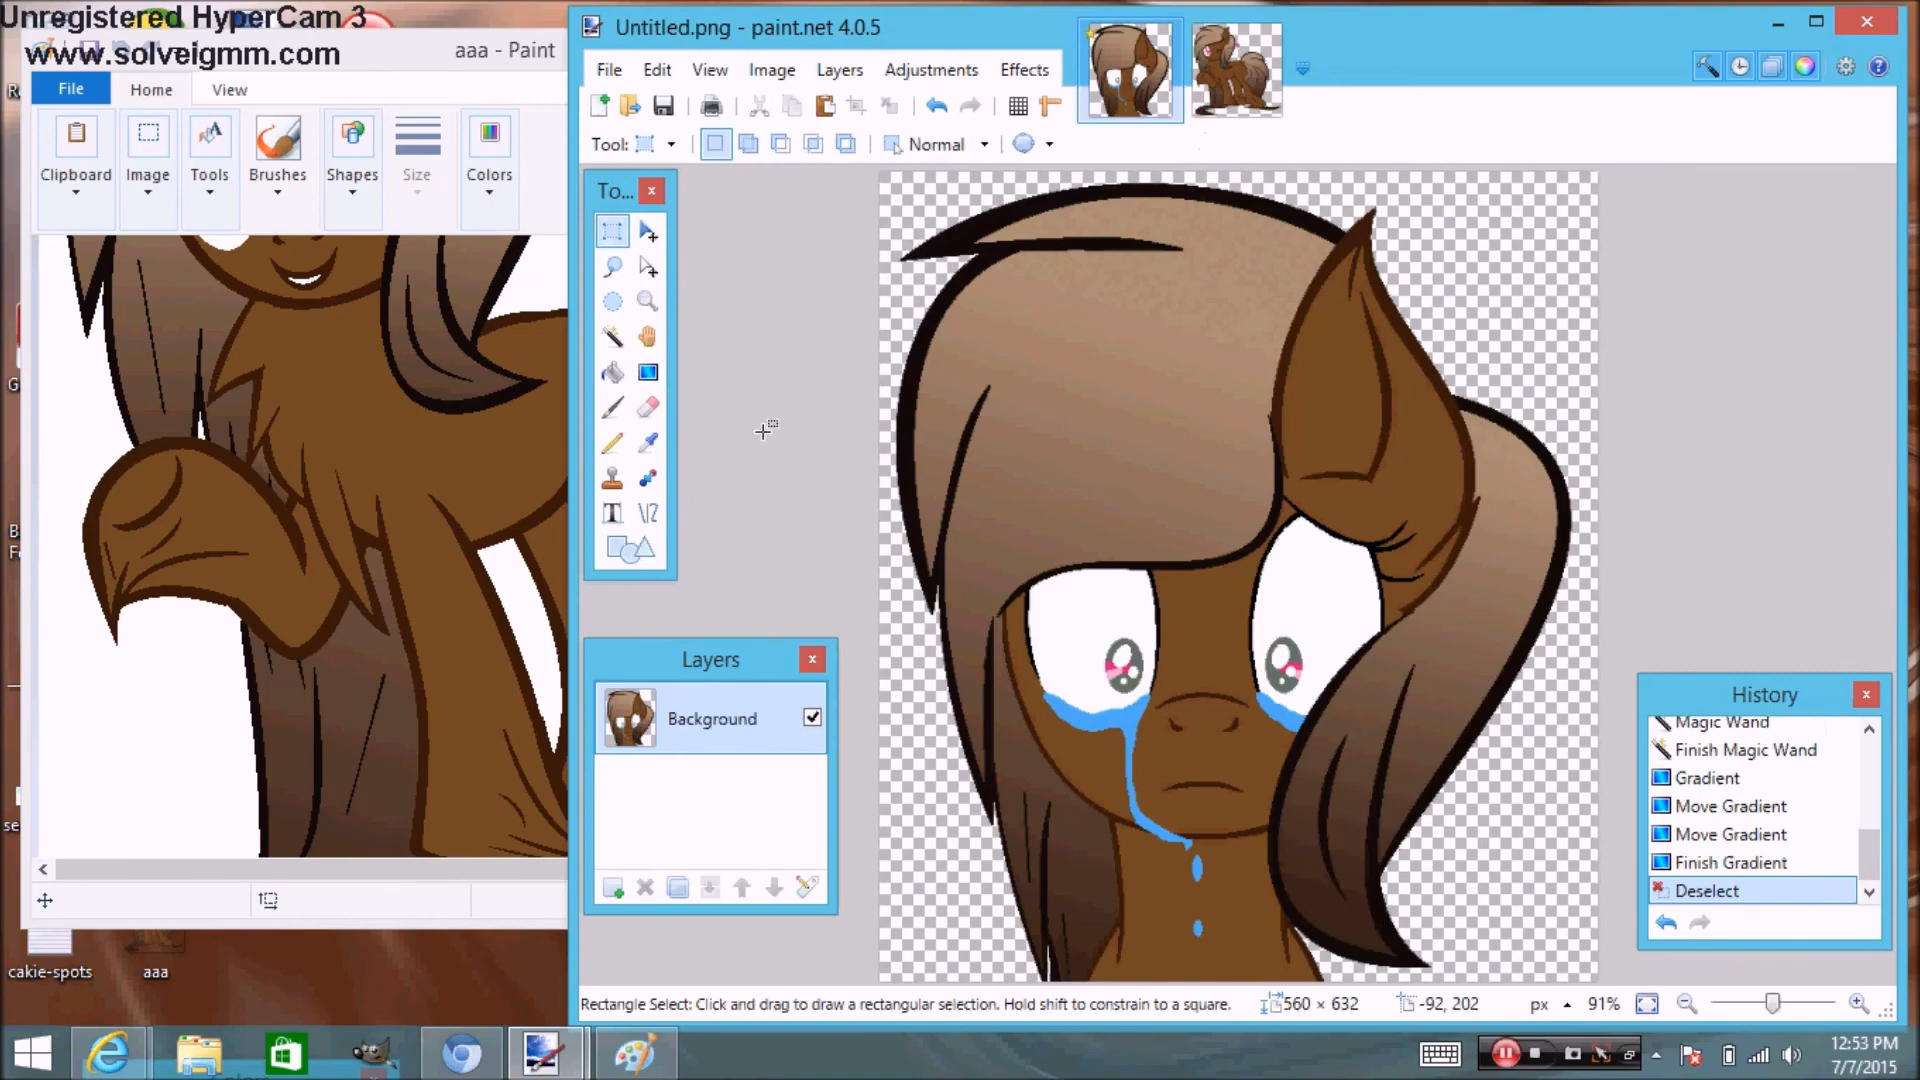 Unregistered HyperCam 3
www.solveigmm.com
aaa - Paint
File
Home
View
Clipboard
Image
Tools
Brushes
Shapes
Size
Colors
Untitled.png - paint.net 4.0.5
File
Edit
View
Image
Layers
Adjustments
Effects
Tool:
Normal
To...
Layers
Background
History
Magic Wand
Finish Magic Wand
Gradient
Move Gradient
Move Gradient
Finish Gradient
Deselect
cakie-spots
aaa
Rectangle Select: Click and drag to draw a rectangular selection. Hold shift to constrain to a square.
560 × 632
-92, 202
px
91%
12:53 PM
7/7/2015